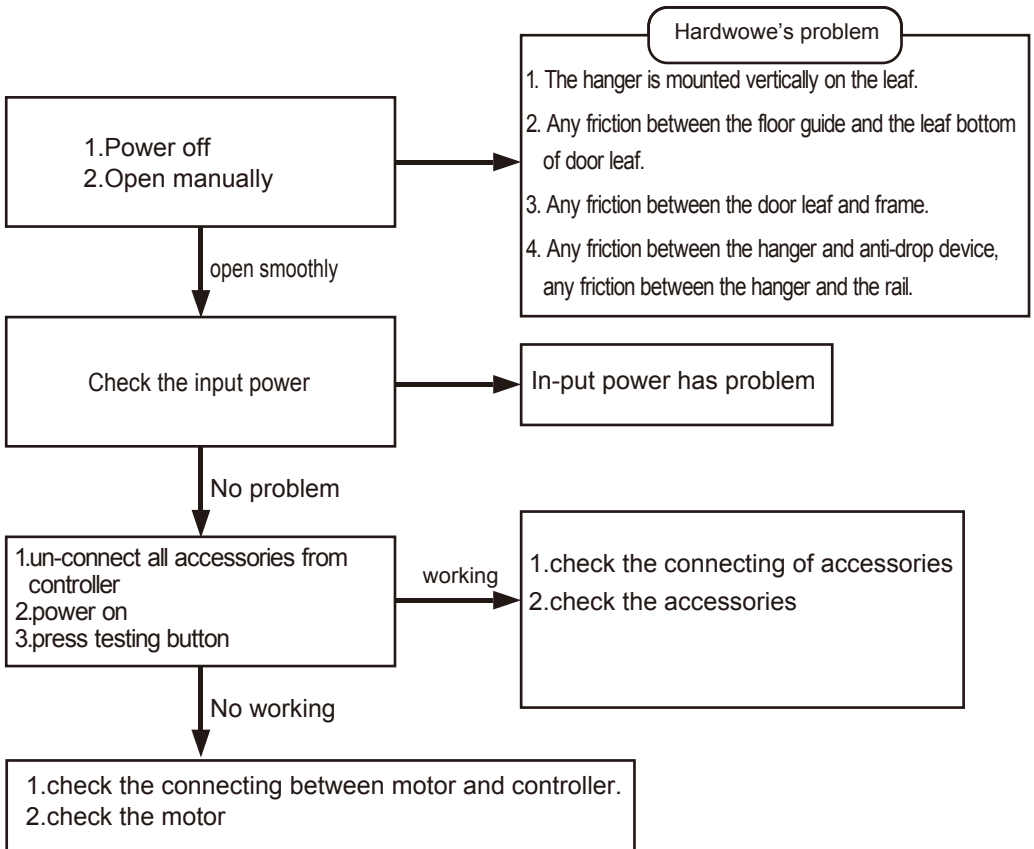 Hardwowe's problem
1. The hanger is mounted vertically on the leaf.
2. Any friction between the floor guide and the leaf bottom
of door leaf.
3. Any friction between the door leaf and frame.
4. Any friction between the hanger and anti-drop device,
any friction between the hanger and the rail.
1.Power off
2.Open manually
open smoothly
Check the input power
In-put power has problem
No problem
1.un-connect all accessories from
controller
2.power on
3.press testing button
working
1.check the connecting of accessories
2.check the accessories
No working
1.check the connecting between motor and controller.
2.check the motor